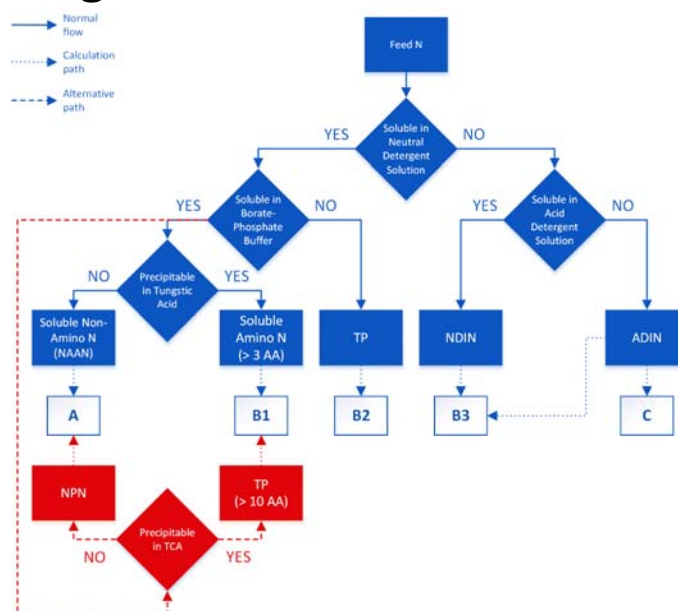 Normal
flow
Calculation
path
Alternative
path
Feed N
YES
NO
Soluble in
Neutral
Detergent
Solution
YES
NO
Soluble in
Borate-
Phosphate
Buffer
YES
NO
Soluble in
Acid
Detergent
Solution
NO
YES
Precipitable
in Tungstic
Acid
Soluble Non-
Amino N
(NAAN)
Soluble
Amino N
(> 3 AA)
TP
NDIN
ADIN
A
B1
B2
B3
C
NPN
TP
(> 10 AA)
Precipitable
in TCA
NO
YES